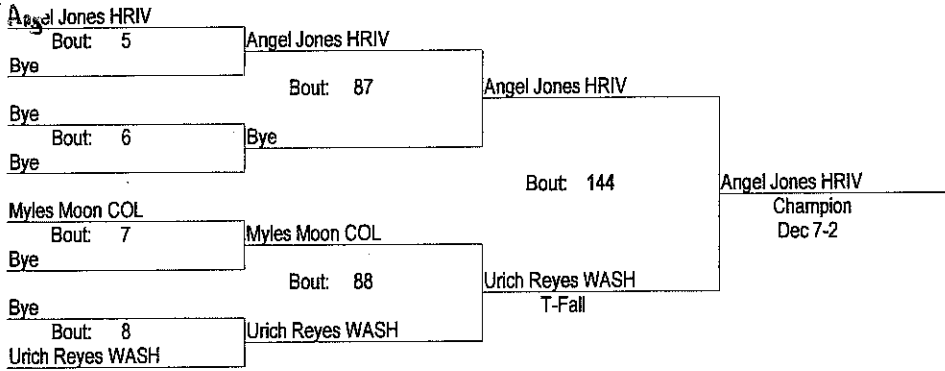 Angel Jones HRIV
Bout: 5
Bye
Angel Jones HRIV
Bout: 87
Bye
Bout: 6
Bye
Bye
Angel Jones HRIV
Bout: 144
Myles Moon COL
Bout: 7
Bye
Myles Moon COL
Bout: 88
Bye
Bout: 8
Urich Reyes WASH
Urich Reyes WASH
Urich Reyes WASH
T-Fall
Angel Jones HRIV
Champion
Dec 7-2